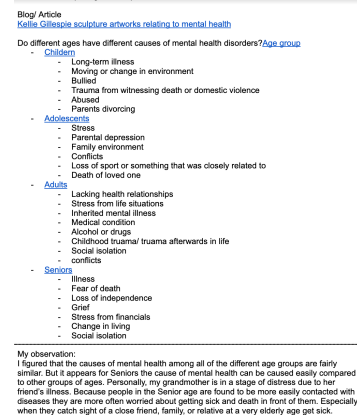 Blog/ Article
Kellie Gillespie sculpture artworks relating to mental health
Do different ages have different causes of mental health disorders?Age group
- Childern
- Long-term illness
- Moving or change in environment
- Bullied
- Trauma from witnessing death or domestic violence
- Abused
- Parents divorcing
- Adolescents
- Stress
- Parental depression
- Family environment
- Conflicts
- Loss of sport or something that was closely related to
- Death of loved one
- Adults
- Lacking health relationships
- Stress from life situations
- Inherited mental illness
- Medical condition
- Alcohol or drugs
- Childhood truama/ truama afterwards in life
- Social isolation
- conflicts
- Seniors
- Illness
- Fear of death
- Loss of independence
- Grief
- Stress from financials
- Change in living
- Social isolation
My observation:
I figured that the causes of mental health among all of the different age groups are fairly
similar. But it appears for Seniors the cause of mental health can be caused easily compared
to other groups of ages. Personally, my grandmother is in a stage of distress due to her
friend's illness. Because people in the Senior age are found to be more easily contacted with
diseases they are more often worried about getting sick and death in front of them. Especially
when they catch sight of a close friend, family, or relative at a very elderly age get sick.